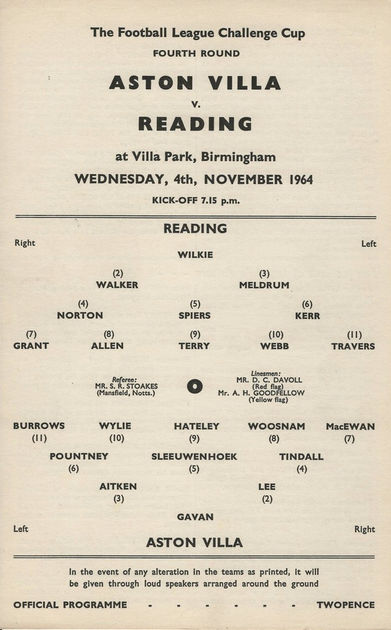 The Football League Challenge Cup
FOURTH ROUND
ASTON VILLA
v.
READING
at Villa Park, Birmingham
WEDNESDAY, 4th, NOVEMBER 1964
KICK-OFF 7.15 p.m.
READING
Right Left
WILKIE
(2) (3)
WALKER MELDRUM
(4) (5) (6)
NORTON SPIERS KERR
(7) (8) (9) (10) (11)
GRANT ALLEN TERRY WEBB TRAVERS
Referee:
MR. S. R. STOAKES
(Mansfield, Notts.)
Linesmen:
MR. D. C. DAVOLL
(Red flag)
Mr. A. H. GOODFELLOW
(Yellow flag)
BURROWS WYLIE HATELEY WOOSNAM MacEWAN
(11) (10) (9) (8) (7)
POUNTNEY SLEEUWENHOEK TINDALL
(6) (5) (4)
AITKEN LEE
(3) (2)
GAVAN
Left Right
ASTON VILLA
In the event of any alteration in the teams as printed, it will
be given through loud speakers arranged around the ground
OFFICIAL PROGRAMME - - - - - - TWOPENCE